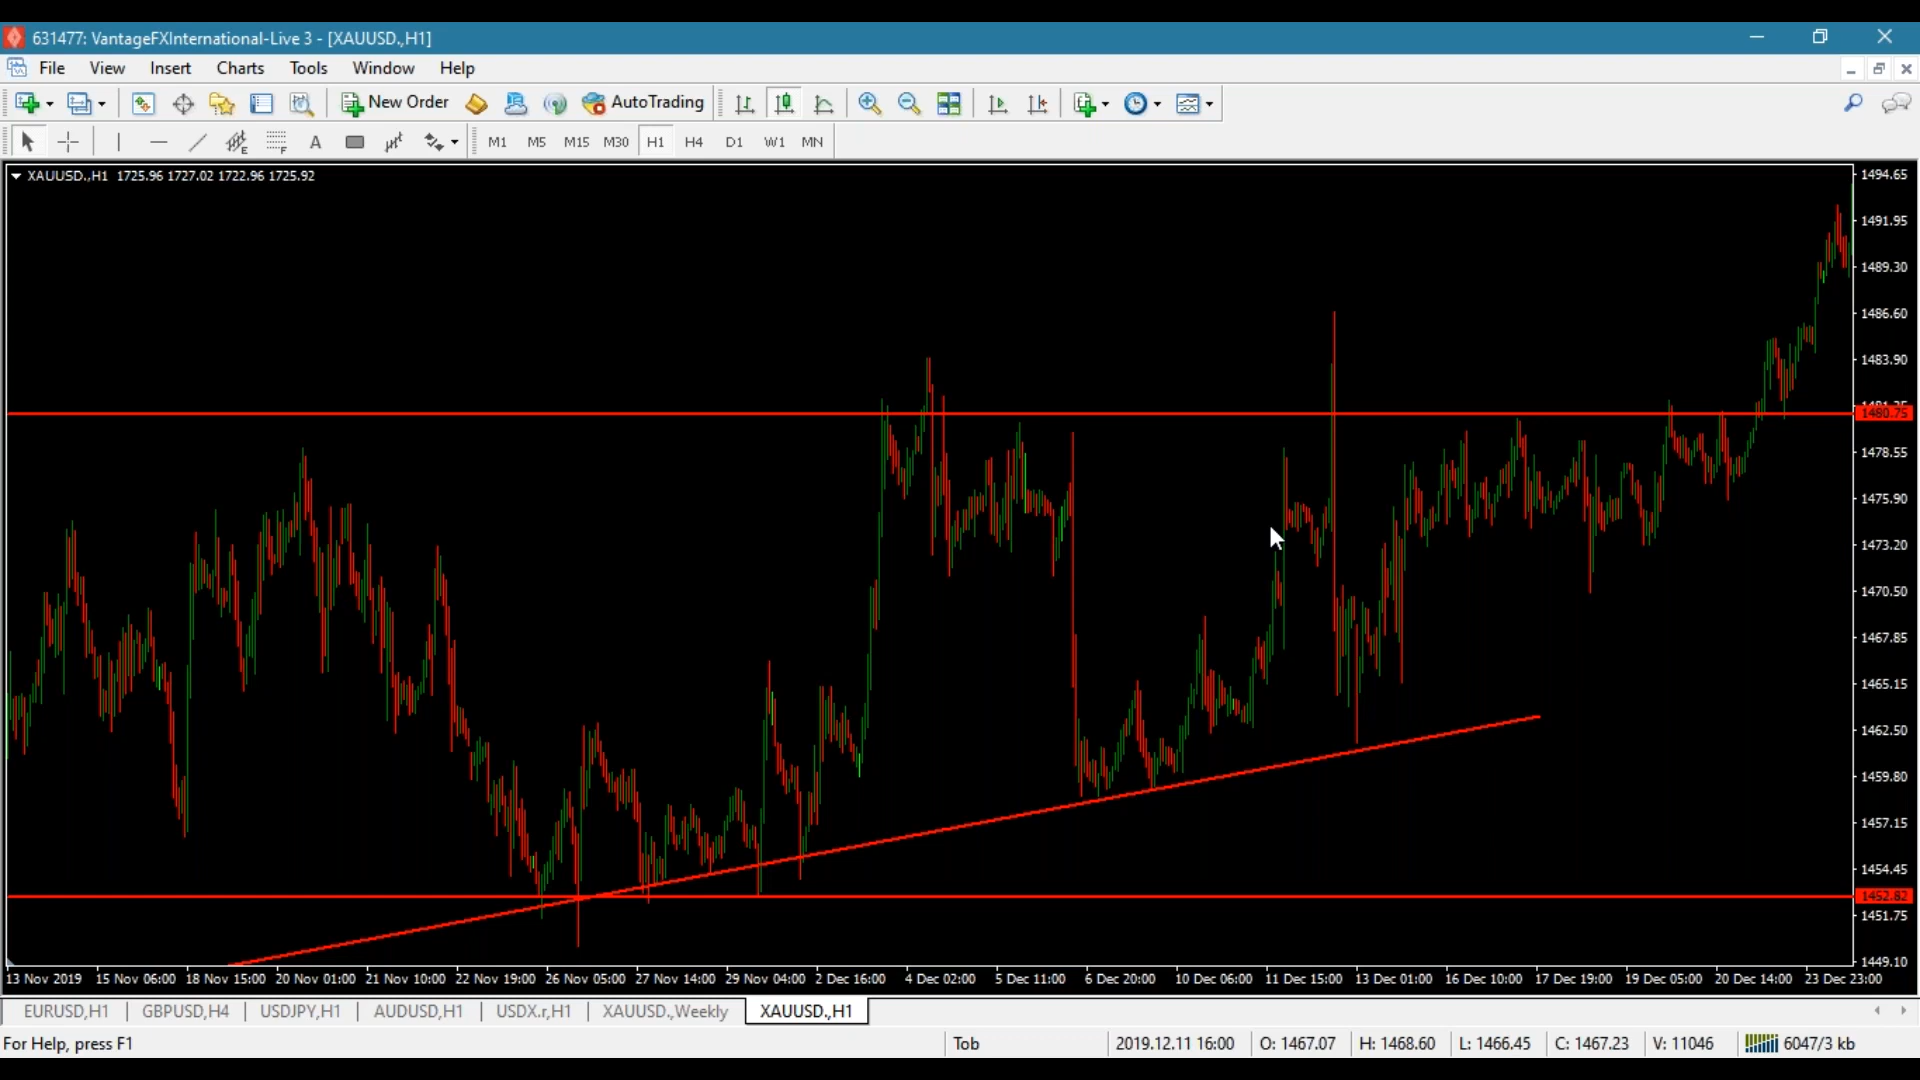 631477: VantageFXInternational-Live 3 - [XAUUSD.,H1]
File View Insert Charts Tools Window Help
New Order AutoTrading
A M1 M5 M15 M30 H1 H4 D1 W1 MN
XAUUSD.,H1 1725.96 1727.02 1722.96 1725.92
1494.65
1491.95
1489.30
1486.60
1483.90
1480.75
1478.55
1475.90
1473.20
1470.50
1467.85
1465.15
1462.50
1459.80
1457.15
1454.45
1452.82
1451.75
1449.10
13 Nov 2019 15 Nov 06:00 18 Nov 15:00 20 Nov 01:00 21 Nov 10:00 22 Nov 19:00 26 Nov 05:00 27 Nov 14:00 29 Nov 04:00 2 Dec 16:00 4 Dec 02:00 5 Dec 11:00 6 Dec 20:00 10 Dec 06:00 11 Dec 15:00 13 Dec 01:00 16 Dec 10:00 17 Dec 19:00 19 Dec 05:00 20 Dec 14:00 23 Dec 23:00
EURUSD,H1 GBPUSD,H4 USDJPY,H1 AUDUSD,H1 USDX.r,H1 XAUUSD.,Weekly XAUUSD.,H1
For Help, press F1 Tob 2019.12.11 16:00 O: 1467.07 H: 1468.60 L: 1466.45 C: 1467.23 V: 11046 6047/3 kb